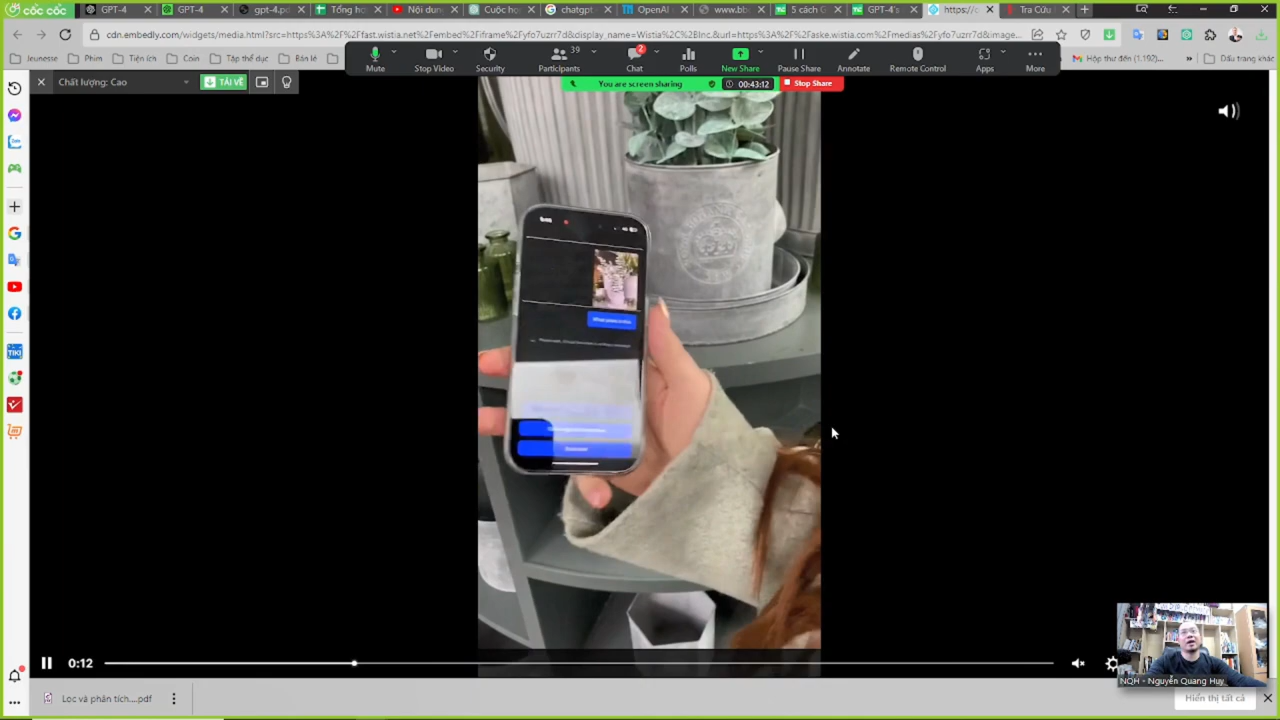 cốc cốc
GPT-4
GPT-4
gpt-4.pd
Tổng hợ
Nội dun
Cuộc họ
chatgpt -
OpenAI
www.bb
5 cách G
GPT-4's
https://c
Tra Cứu
cdn.embedly.com/widgets/media.html?src=https%3A%2F%2Ffast.wistia.net%2Fembed%2Fiframe%2Fyfo7uzrr7d&display_name=Wistia%2C%2BInc.&url=https%3A%2F%2Faske.wistia.com%2Fmedias%2Fyfo7uzrr7d&image...
Jeunesse
Phim
Tiện ích
Coin
Tập thể dục
Bán lẻ
Hộp thư đến (1.192)...
Dấu trang khác
39
2
Mute
Stop Video
Security
Participants
Chat
Polls
New Share
Pause Share
Annotate
Remote Control
Apps
More
Chất lượng: Cao
TẢI VỀ
You are screen sharing
00:43:12
Stop Share
TIKI
0:12
NQH - Nguyễn Quang Huy
Loc và phân tích....pdf
Hiển thị tất cả